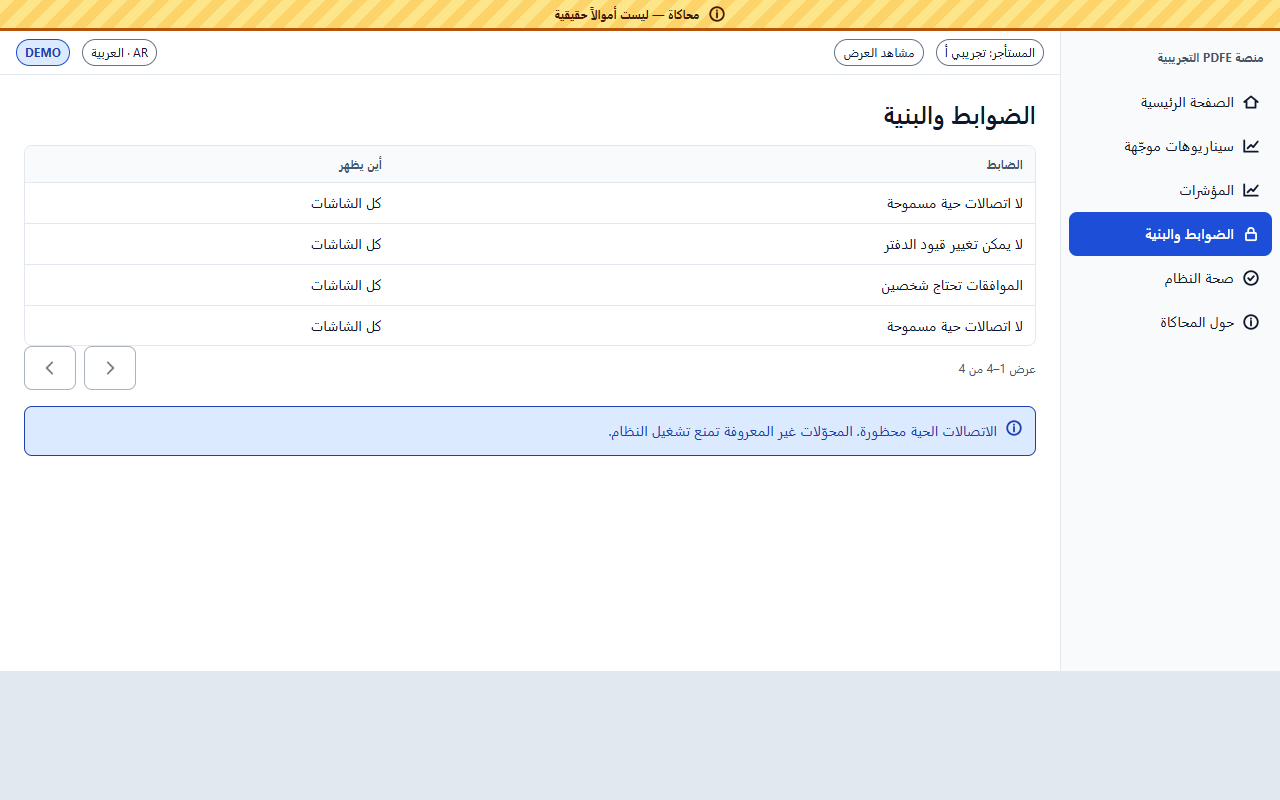 محاكاة — ليست أموالاً حقيقية
منصة PDFE التجريبية
الصفحة الرئيسية
سيناريوهات موجّهة
المؤشرات
الضوابط والبنية
صحة النظام
حول المحاكاة
المستأجر: تجريبي أ
مشاهد العرض
AR · العربية
DEMO
الضوابط والبنية
الضابط أين يظهر
لا اتصالات حية مسموحة كل الشاشات
لا يمكن تغيير قيود الدفتر كل الشاشات
الموافقات تحتاج شخصين كل الشاشات
لا اتصالات حية مسموحة كل الشاشات
عرض 1–4 من 4
الاتصالات الحية محظورة. المحوّلات غير المعروفة تمنع تشغيل النظام.